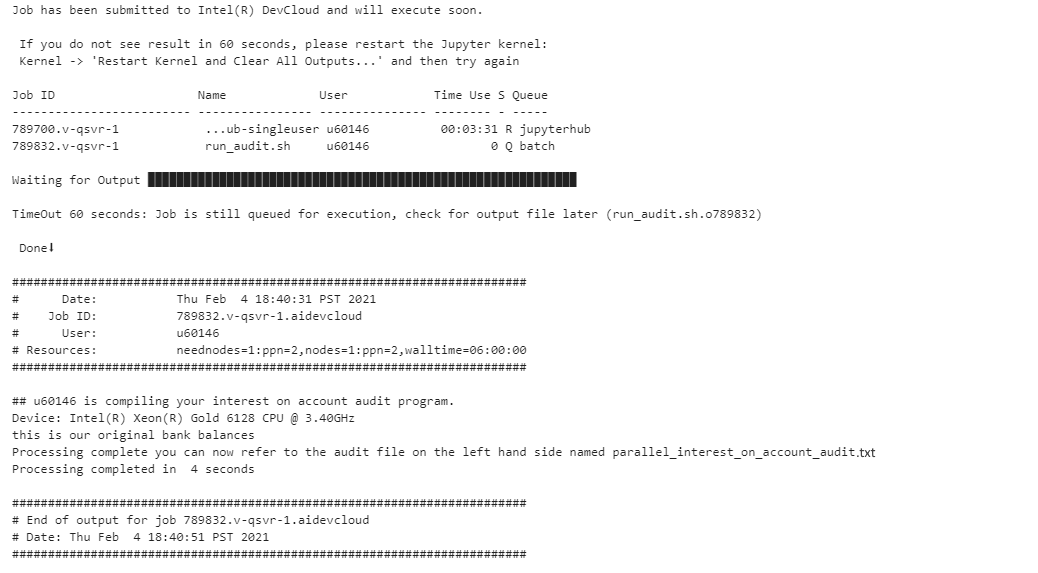 Job has been submitted to Intel(R) DevCloud and will execute soon.
If you do not see result in 60 seconds, please restart the Jupyter kernel:
Kernel -> 'Restart Kernel and Clear All Outputs...' and then try again
Job ID                    Name             User                Time Use S Queue
------------------------- ---------------- --------------- -------- - -----
789700.v-qsvr-1            ...ub-singleuser u60146          00:03:31 R jupyterhub
789832.v-qsvr-1            run_audit.sh     u60146                 0 Q batch
Waiting for Output ████████████████████████████████████████████████████████████
TimeOut 60 seconds: Job is still queued for execution, check for output file later (run_audit.sh.o789832)
Done⬇
########################################################################
#      Date:           Thu Feb  4 18:40:31 PST 2021
#    Job ID:           789832.v-qsvr-1.aidevcloud
#      User:           u60146
# Resources:           neednodes=1:ppn=2,nodes=1:ppn=2,walltime=06:00:00
########################################################################
## u60146 is compiling your interest on account audit program.
Device: Intel(R) Xeon(R) Gold 6128 CPU @ 3.40GHz
this is our original bank balances
Processing complete you can now refer to the audit file on the left hand side named parallel_interest_on_account_audit.txt
Processing completed in  4 seconds
########################################################################
# End of output for job 789832.v-qsvr-1.aidevcloud
# Date: Thu Feb  4 18:40:51 PST 2021
########################################################################